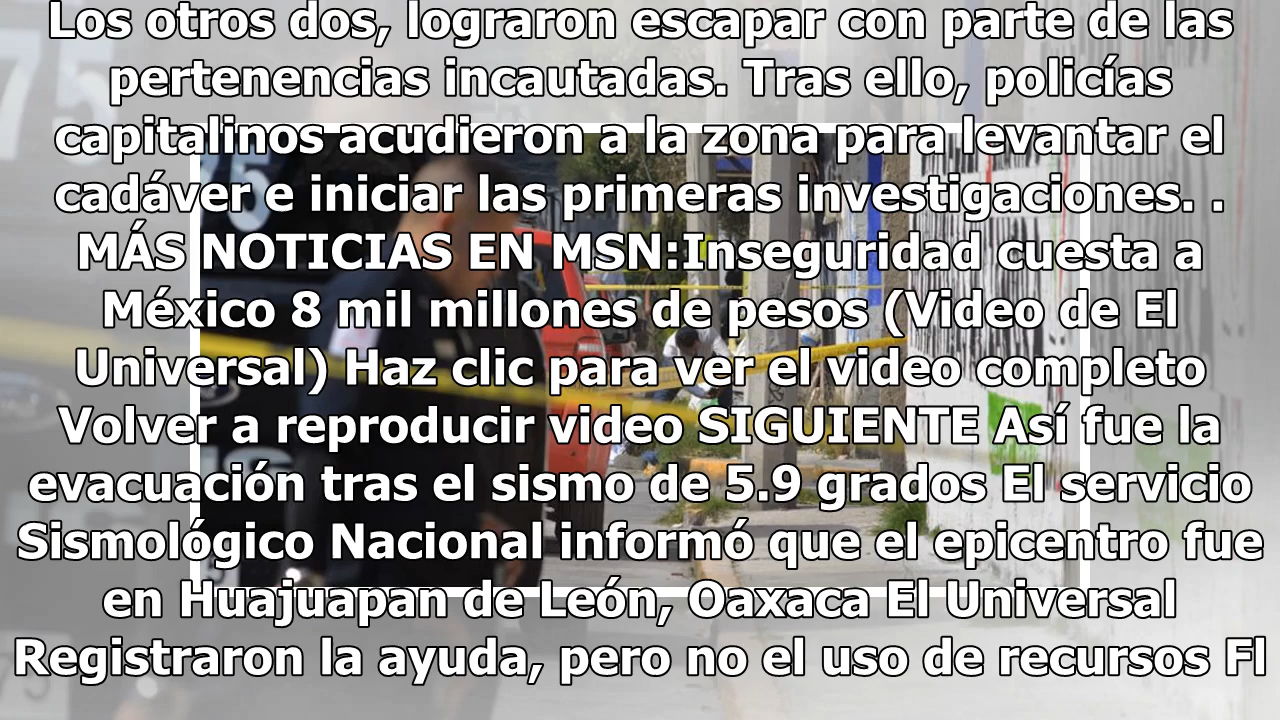 Los otros dos, lograron escapar con parte de las
pertenencias incautadas. Tras ello, policías
capitalinos acudieron a la zona para levantar el
cadáver e iniciar las primeras investigaciones. .
MÁS NOTICIAS EN MSN:Inseguridad cuesta a
México 8 mil millones de pesos (Video de El
Universal) Haz clic para ver el video completo
Volver a reproducir video SIGUIENTE Así fue la
evacuación tras el sismo de 5.9 grados El servicio
Sismológico Nacional informó que el epicentro fue
en Huajuapan de León, Oaxaca El Universal
Registraron la ayuda, pero no el uso de recursos Fl